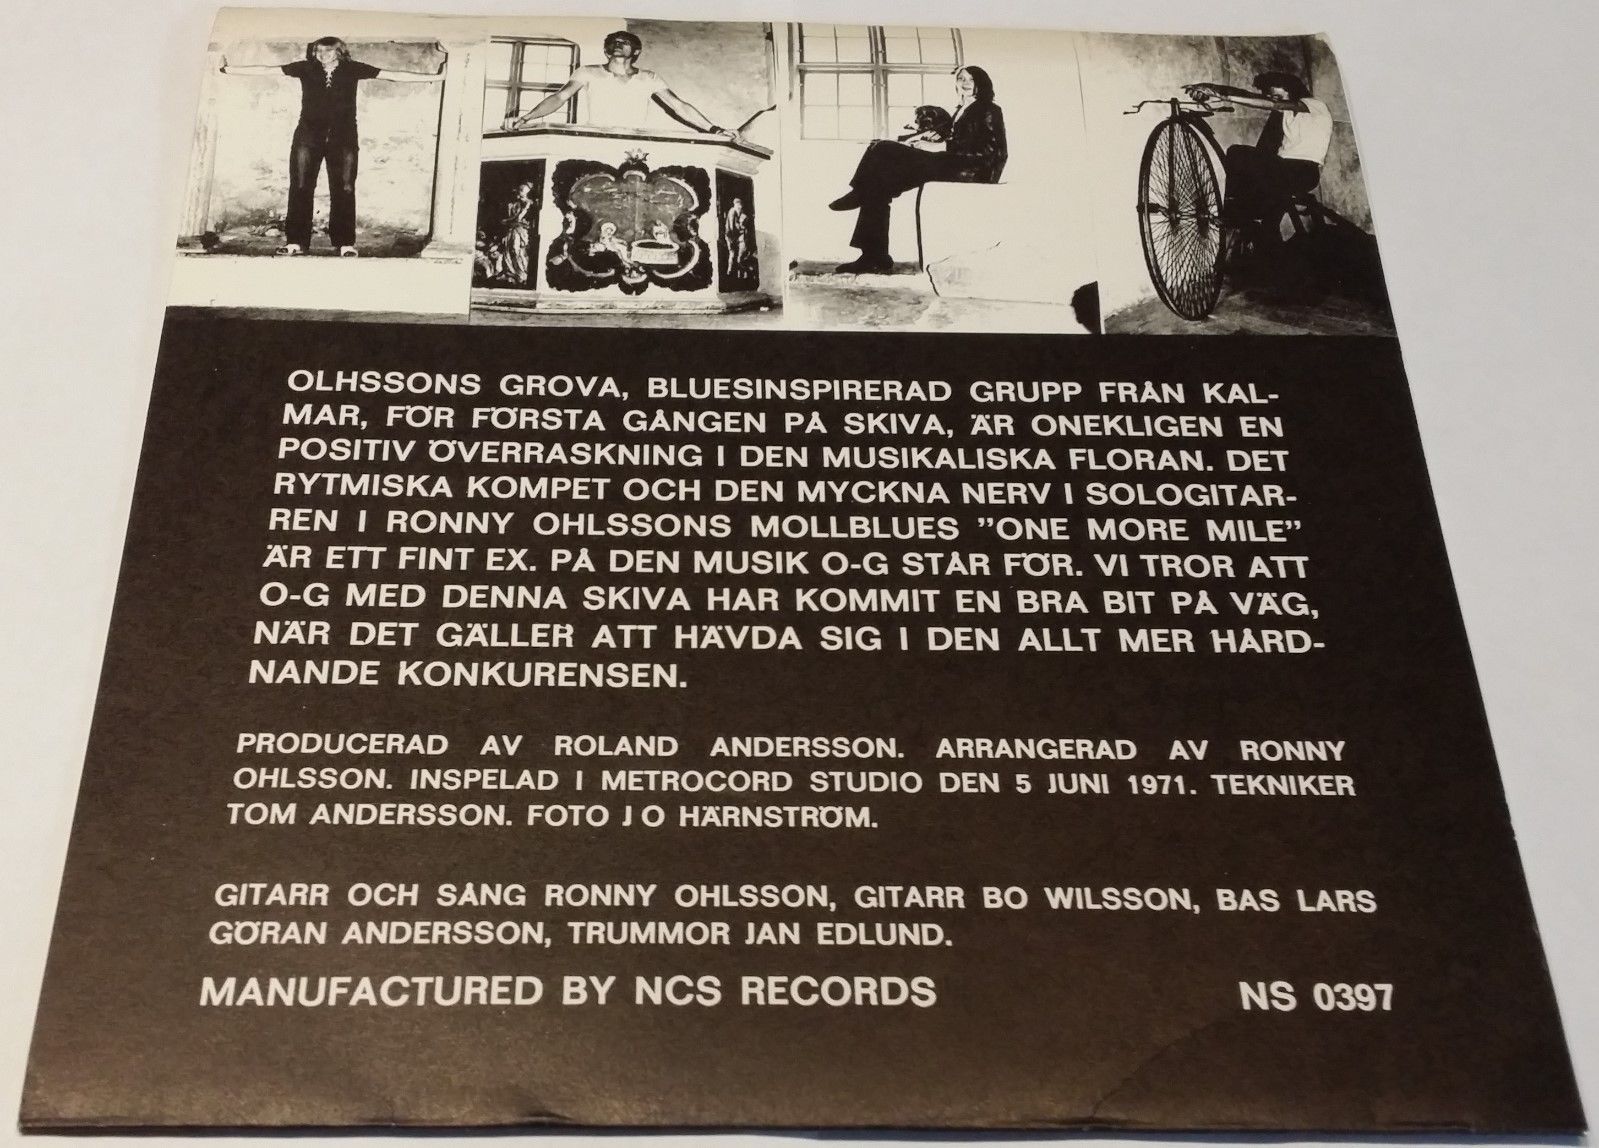 OLHSSONS GROVA, BLUESINSPIRERAD GRUPP FRÅN KAL-
MAR, FÖR FÖRSTA GÅNGEN PÅ SKIVA, ÄR ONEKLIGEN EN
POSITIV ÖVERRASKNING I DEN MUSIKALISKA FLORAN. DET
RYTMISKA KOMPET OCH DEN MYCKNA NERV I SOLOGITAR-
REN I RONNY OHLSSONS MOLLBLUES ”ONE MORE MILE”
ÄR ETT FINT EX. PÅ DEN MUSIK O-G STÅR FÖR. VI TROR ATT
O-G MED DENNA SKIVA HAR KOMMIT EN BRA BIT PÅ VÄG,
NÄR DET GÄLLER ATT HÄVDA SIG I DEN ALLT MER HÅRD-
NANDE KONKURENSEN.
PRODUCERAD AV ROLAND ANDERSSON. ARRANGERAD AV RONNY
OHLSSON. INSPELAD I METROCORD STUDIO DEN 5 JUNI 1971. TEKNIKER
TOM ANDERSSON. FOTO J O HÄRNSTRÖM.
GITARR OCH SÅNG RONNY OHLSSON, GITARR BO WILSSON, BAS LARS
GÖRAN ANDERSSON, TRUMMOR JAN EDLUND.
MANUFACTURED BY NCS RECORDS NS 0397